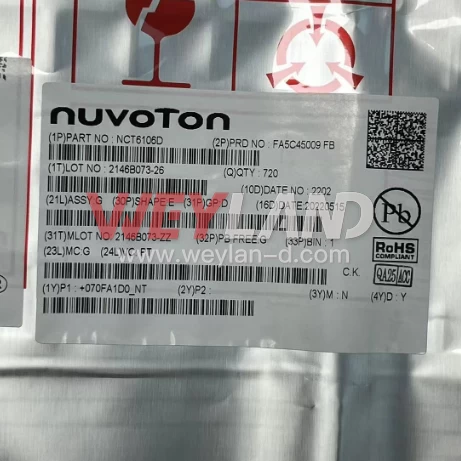 nuvoton
(1P)PART NO : NCT6106D (2P)PRD NO : FA5C45009 FB
(1T)LOT NO : 2146B073-26 (Q)QTY : 720
(10D)DATE NO : 2202
(21L)ASSY:G (30P)SHAPE:E (31P)GP:D (16D)DATE:20220515
WEYLAND
Pb
(31T)MLOT NO : 2146B073-ZZ (32P)PB FREE:G (33P)BIN : 1
RoHS
COMPLIANT
(23L)MC:G
www.weylan-d.com
C.K.
QA25 ACC
(1Y)P1 : +070FA1D0_NT (2Y)P2 : (3Y)M : N (4Y)D : Y